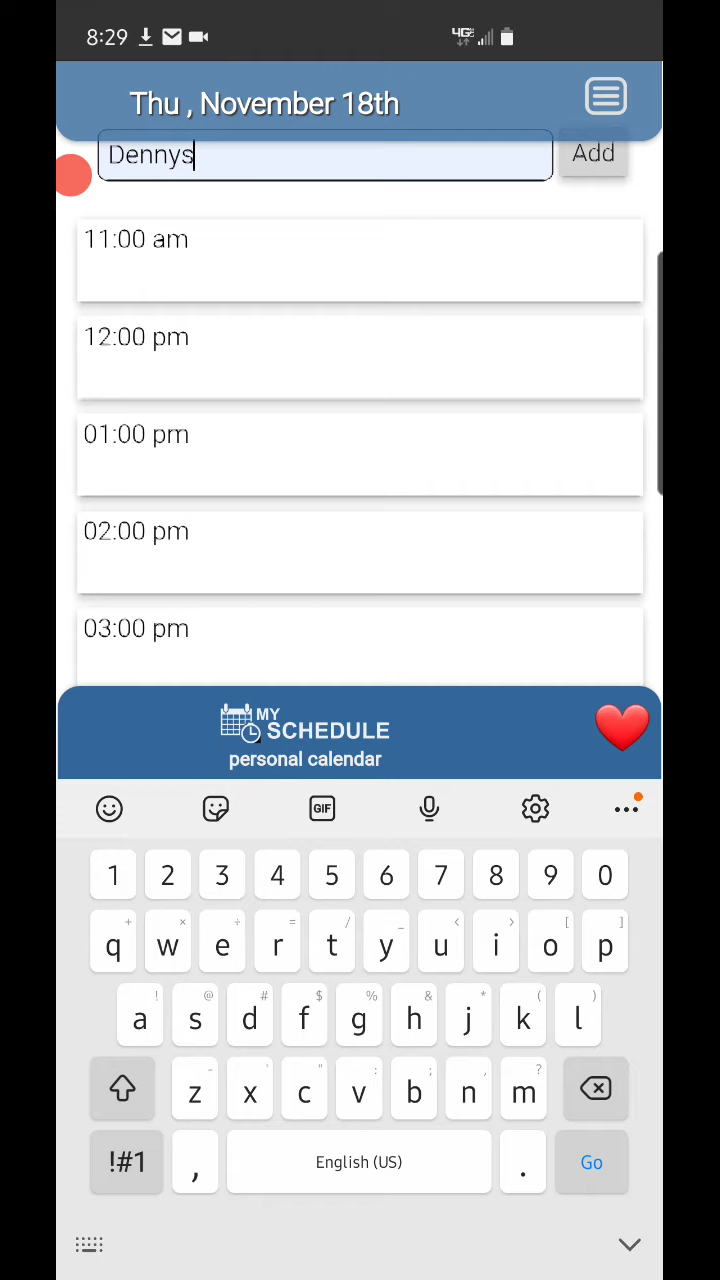 8:29 4GE
Thu , November 18th
Dennys Add
11:00 am
12:00 pm
01:00 pm
02:00 pm
03:00 pm
MY
SCHEDULE
personal calendar
GIF
1 2 3 4 5 6 7 8 9 0
+ × ÷ = / _ < > [ ]
q w e r t y u i o p
! @ # $ % & * ( )
a s d f g h j k l
- ' " : ; , ?
z x c v b n m
!#1 , English (US) . Go